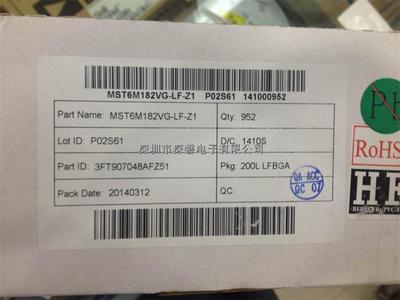 MST6M182VG-LF-Z1 P02S61 141000952
Part Name: MST6M182VG-LF-Z1 Qty: 952
Lot ID: P02S61 D/C: 1410S
深圳市深馨电子有限公司
Part ID: 3FT907048AFZ51 Pkg: 200L LFBGA
Pack Date: 20140312 QC
QA ACC
QC 07
Pb
RoHS
HF